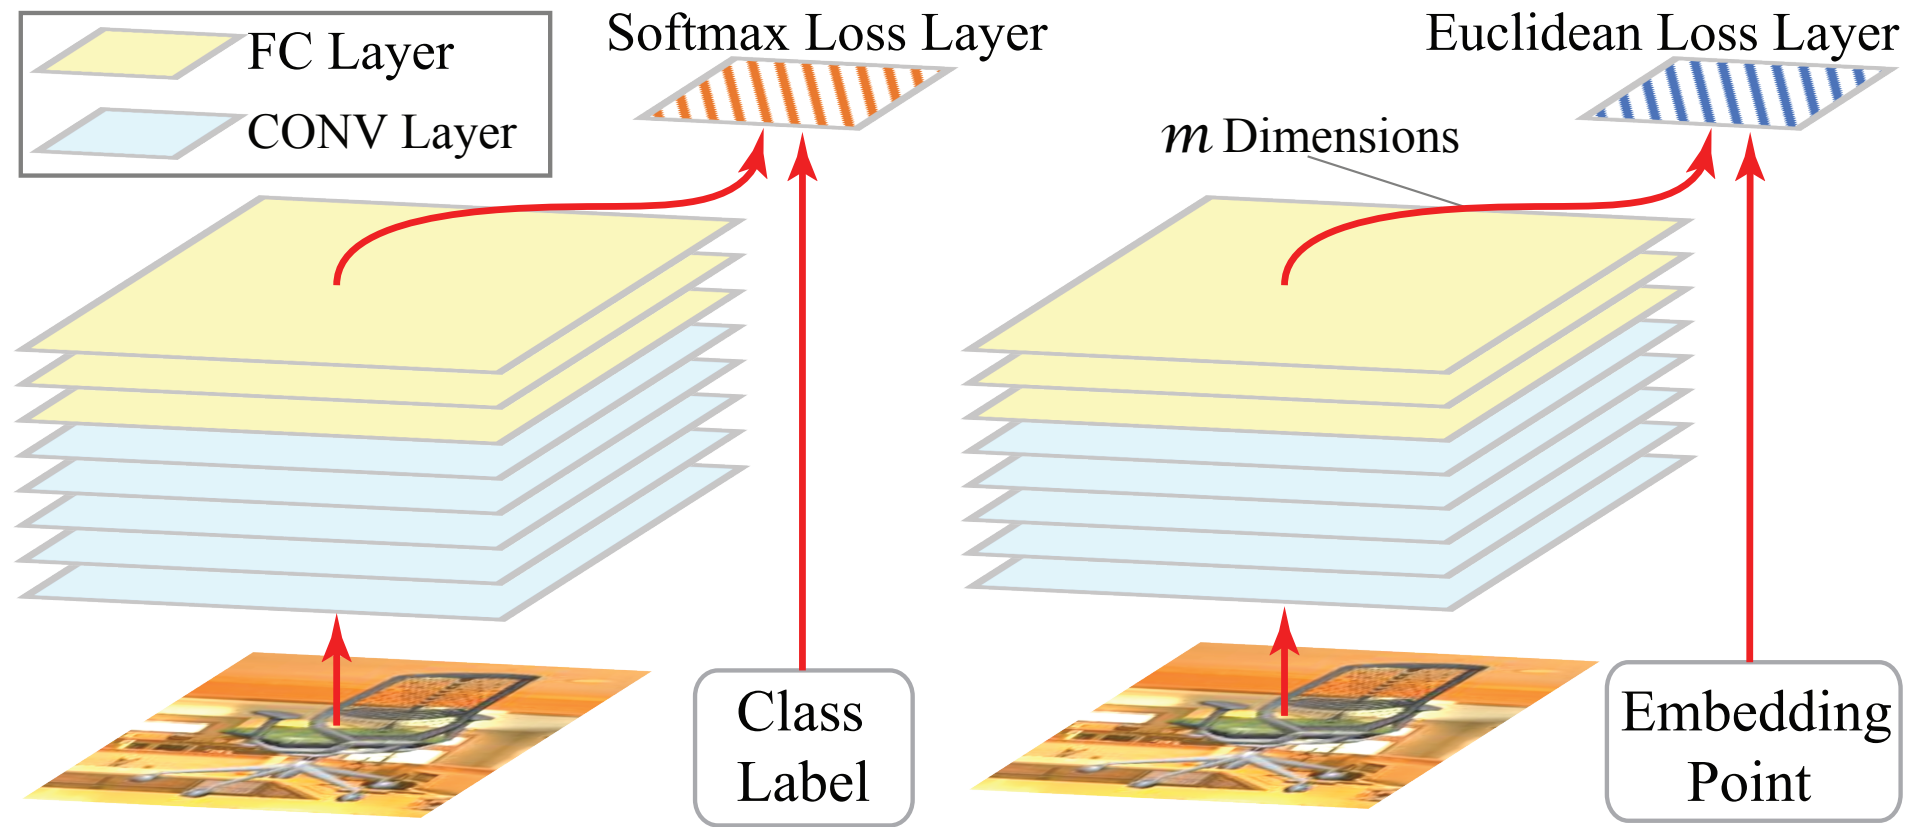 FC Layer
CONV Layer
Softmax Loss Layer
Euclidean Loss Layer
m Dimensions
Class
Label
Embedding
Point